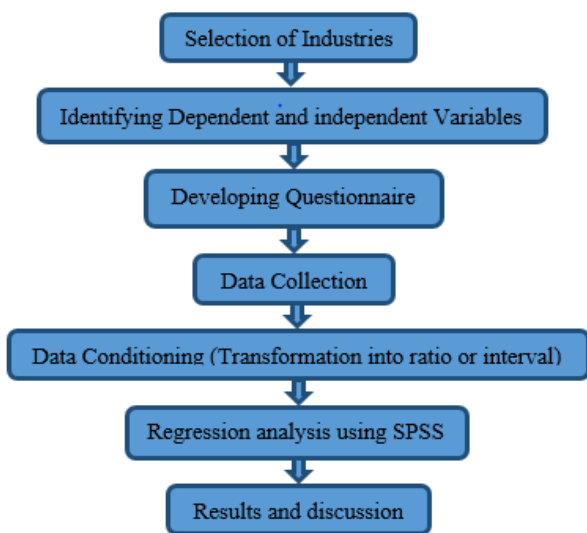 Selection of Industries
Identifying Dependent and independent Variables
Developing Questionnaire
Data Collection
Data Conditioning (Transformation into ratio or interval)
Regression analysis using SPSS
Results and discussion